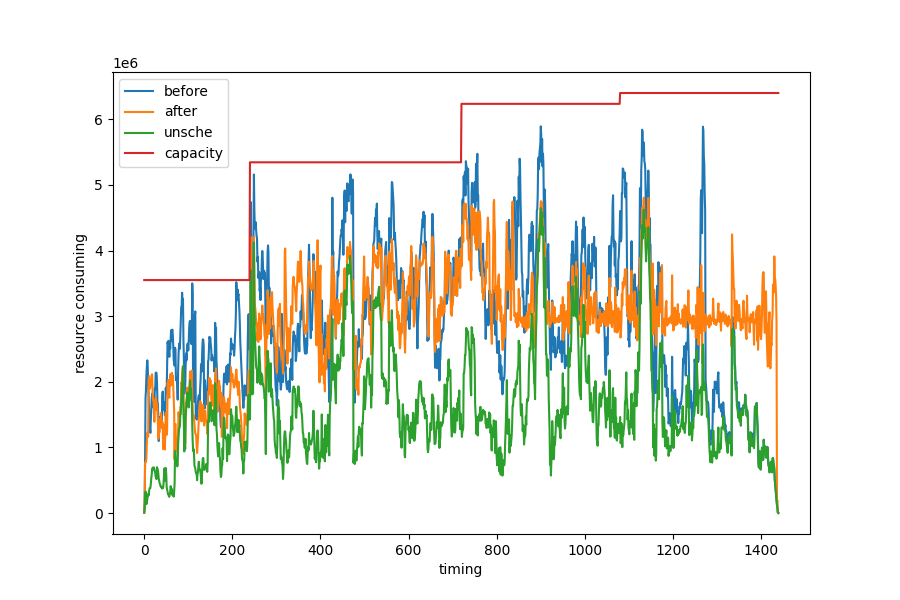 1e6
before
after
unsche
capacity
6
5
4
3
2
1
0
resource consuming
0 200 400 600 800 1000 1200 1400
timing